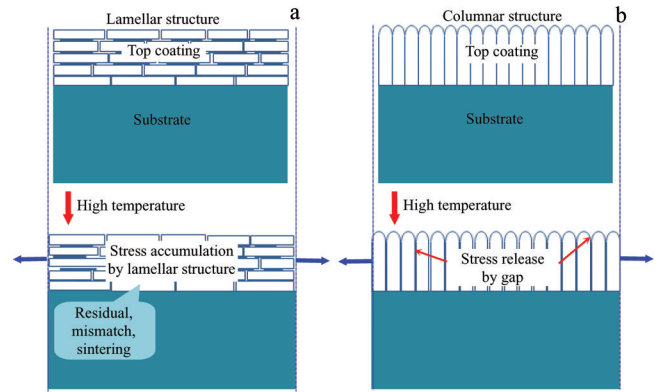 Lamellar structure
a
Top coating
Substrate
High temperature
Stress accumulation
by lamellar structure
Residual,
mismatch,
sintering
Columnar structure
b
Top coating
Substrate
High temperature
Stress release
by gap